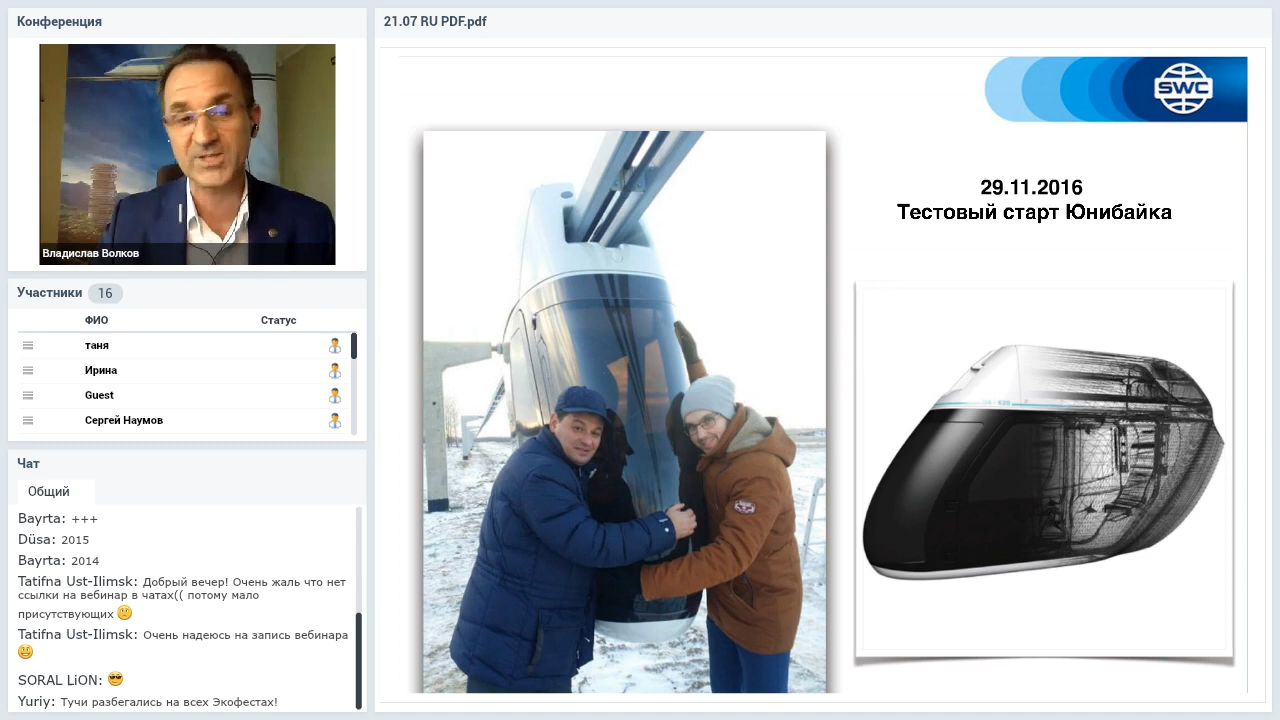 Конференция
Владислав Волков
Участники 16
ФИО Статус
таня
Ирина
Guest
Сергей Наумов
Чат
Общий
Bayrta: +++
Düsa: 2015
Bayrta: 2014
Tatifna Ust-Ilimsk: Добрый вечер! Очень жаль что нет
ссылки на вебинар в чатах(( потому мало
присутствующих
Tatifna Ust-Ilimsk: Очень надеюсь на запись вебинара
SORAL LiON:
Yuriy: Тучи разбегались на всех Экофестах!
21.07 RU PDF.pdf
SWC
29.11.2016
Тестовый старт Юнибайка